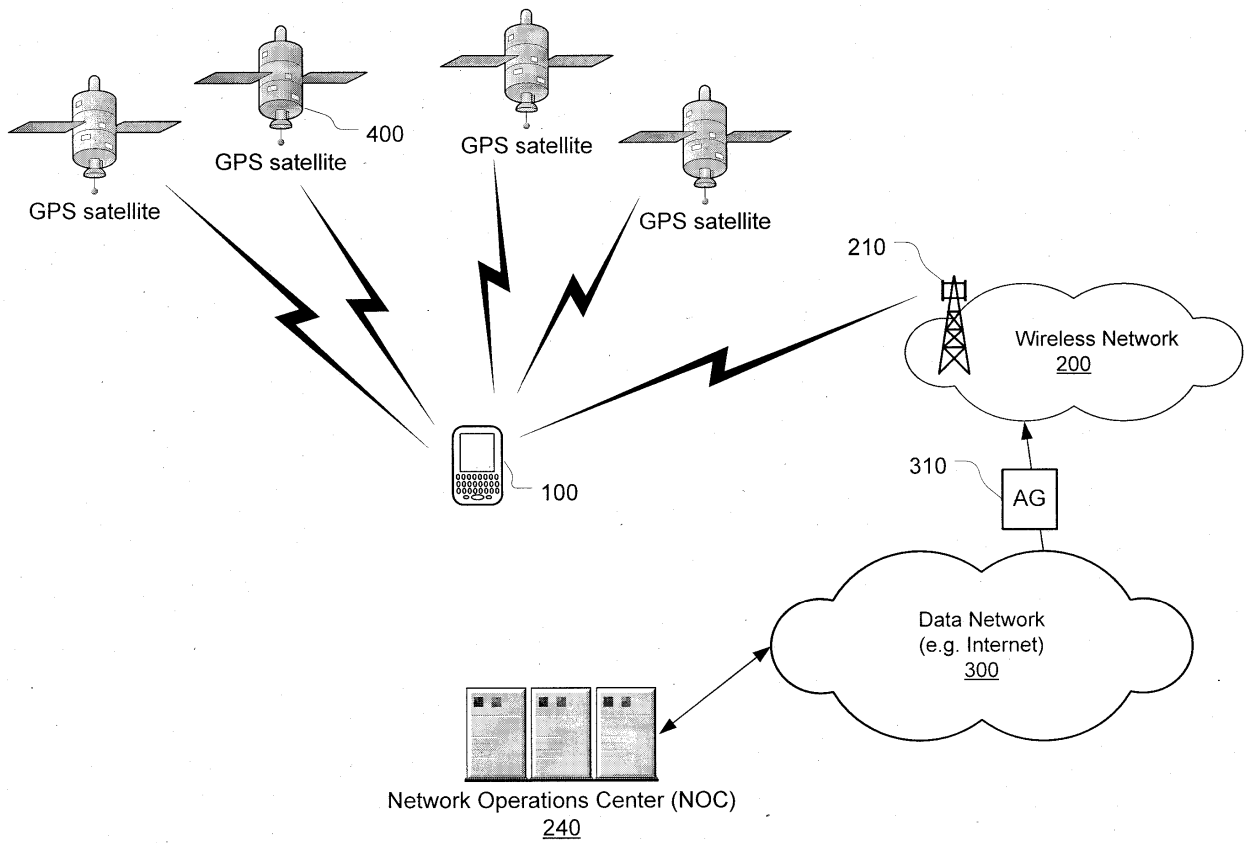 400
GPS satellite
GPS satellite
GPS satellite
GPS satellite
210
Wireless Network
200
310
AG
100
Data Network
(e.g. Internet)
300
Network Operations Center (NOC)
240